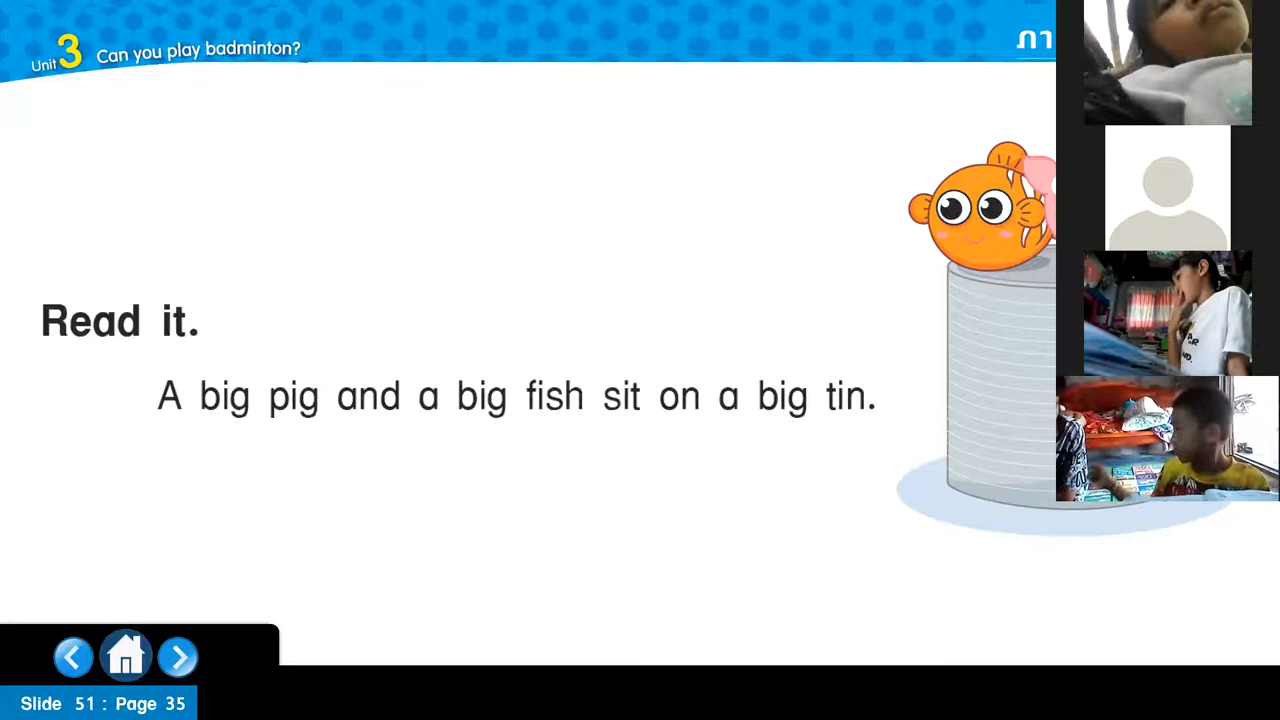 Unit 3 Can you play badminton?
ภา
Read it.
A big pig and a big fish sit on a big tin.
Slide 51 : Page 35